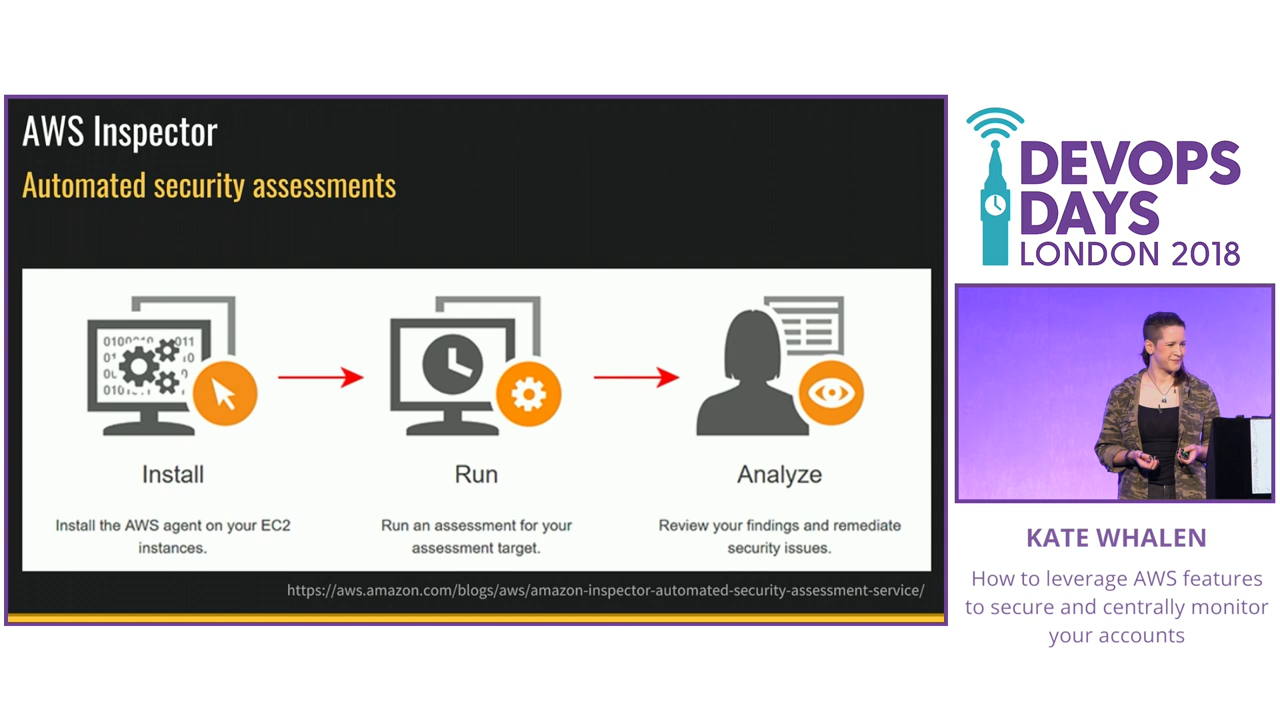 AWS Inspector
Automated security assessments
Install
Install the AWS agent on your EC2
instances.
Run
Run an assessment for your
assessment target.
Analyze
Review your findings and remediate
security issues.
https://aws.amazon.com/blogs/aws/amazon-inspector-automated-security-assessment-service/
DEVOPS
DAYS
LONDON 2018
KATE WHALEN
How to leverage AWS features
to secure and centrally monitor
your accounts